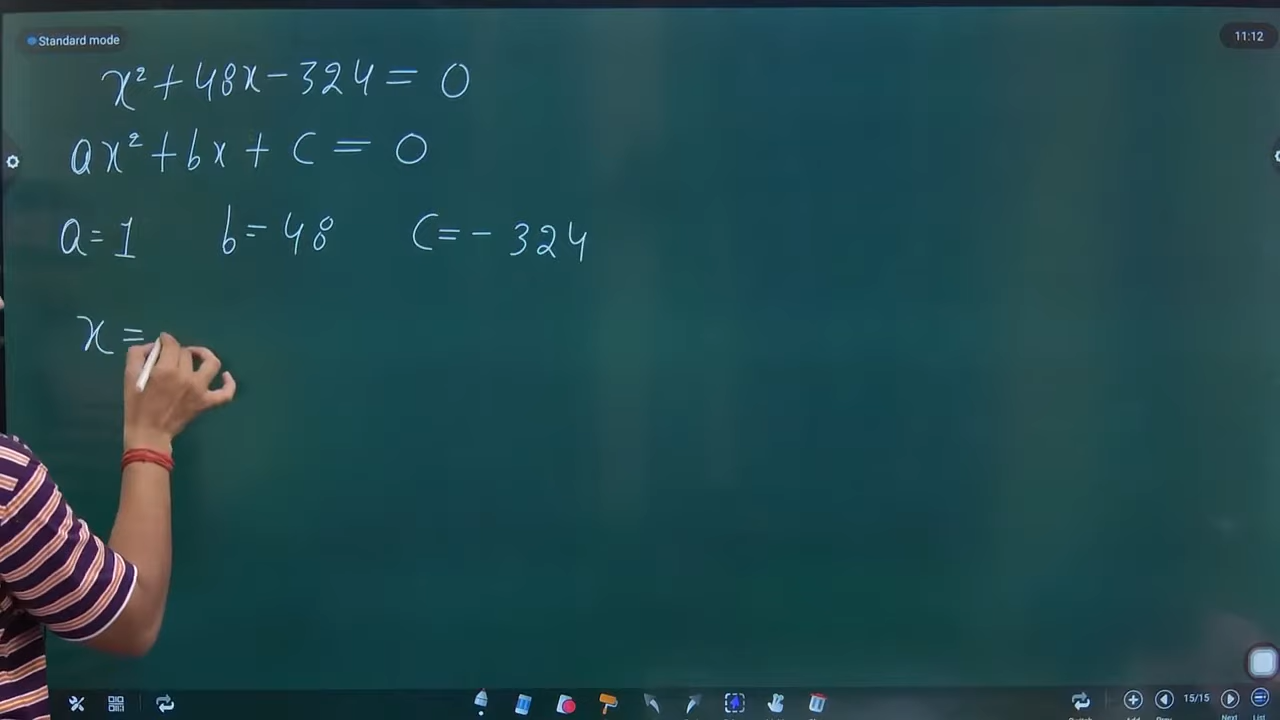 Standard mode
11:12
x² + 48x - 324 = 0
ax² + bx + c = 0
a = 1 b = 48 c = - 324
x =
15/15